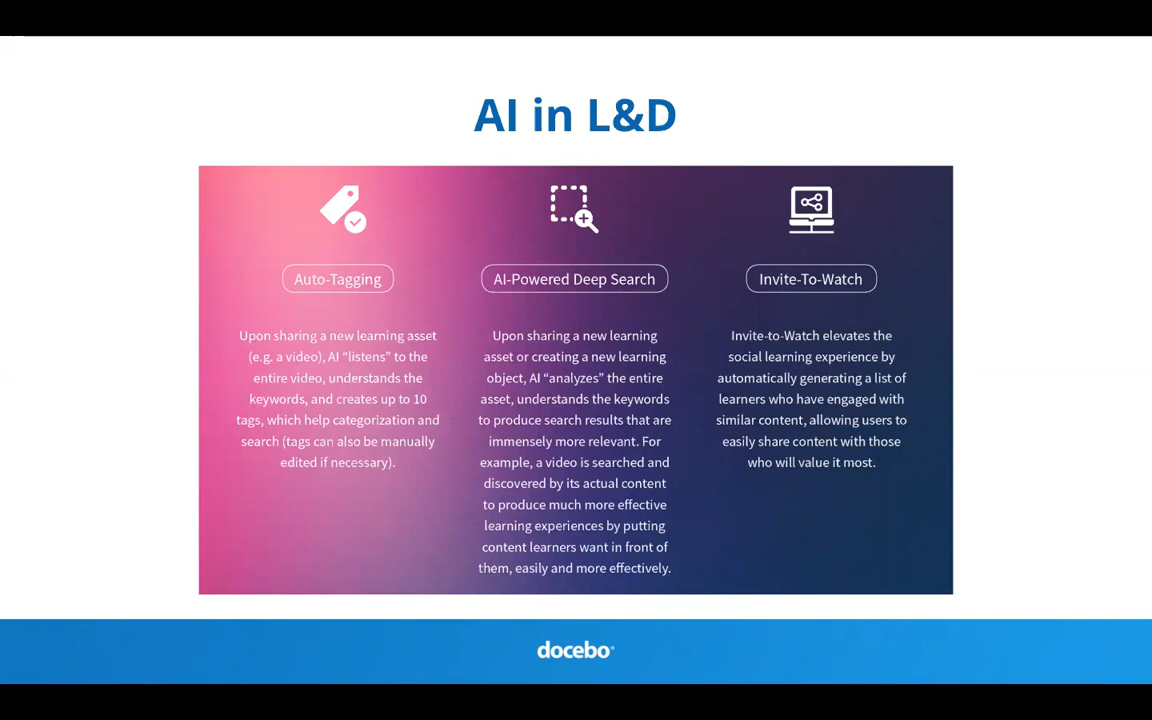 AI in L&D
Auto-Tagging
Upon sharing a new learning asset
(e.g. a video), AI “listens” to the
entire video, understands the
keywords, and creates up to 10
tags, which help categorization and
search (tags can also be manually
edited if necessary).
AI-Powered Deep Search
Upon sharing a new learning
asset or creating a new learning
object, AI “analyzes” the entire
asset, understands the keywords
to produce search results that are
immensely more relevant. For
example, a video is searched and
discovered by its actual content
to produce much more effective
learning experiences by putting
content learners want in front of
them, easily and more effectively.
Invite-To-Watch
Invite-to-Watch elevates the
social learning experience by
automatically generating a list of
learners who have engaged with
similar content, allowing users to
easily share content with those
who will value it most.
docebo®